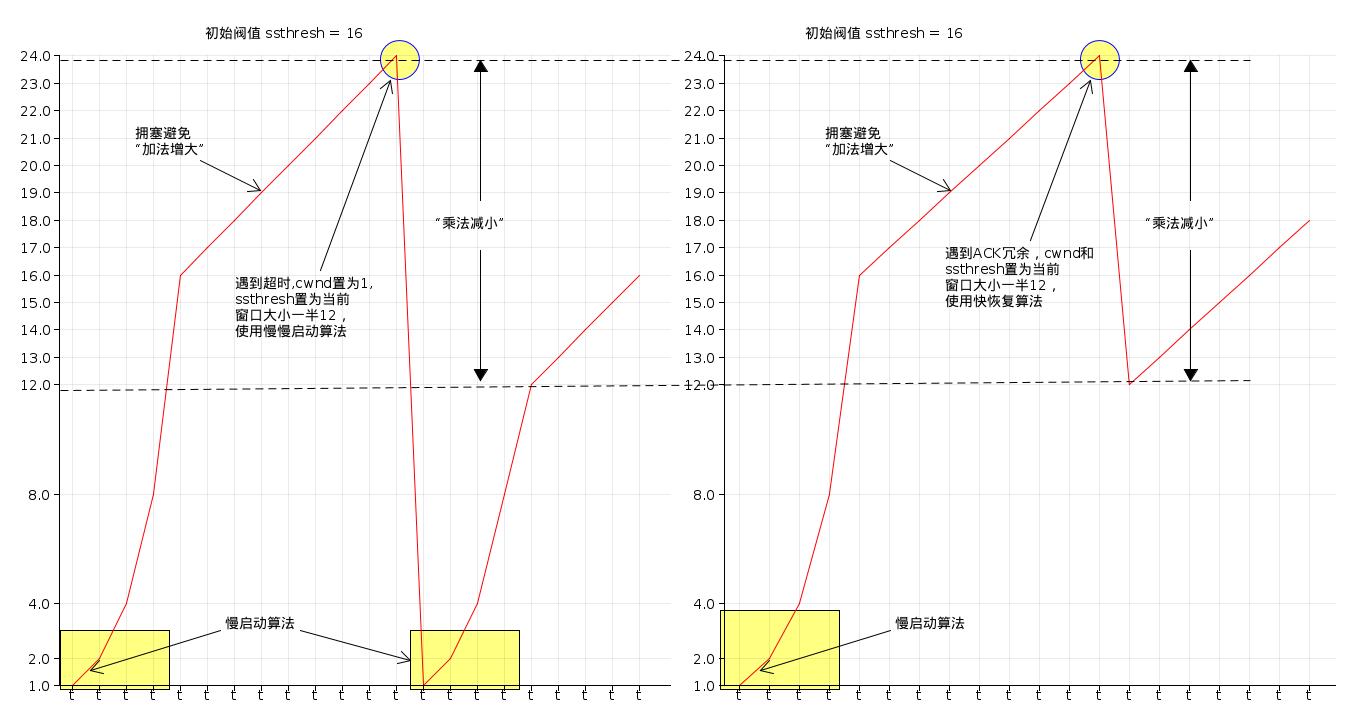 初始阀值 ssthresh = 16
24.0
23.0
22.0
21.0
20.0
19.0
18.0
17.0
16.0
15.0
14.0
13.0
12.0
8.0
4.0
2.0
1.0
拥塞避免
“加法增大”
“乘法减小”
遇到超时,cwnd置为1,
ssthresh置为当前
窗口大小一半12，
使用慢慢启动算法
慢启动算法
t t t t t t t t t t t t t t t t t t t t t t
初始阀值 ssthresh = 16
24.0
23.0
22.0
21.0
20.0
19.0
18.0
17.0
16.0
15.0
14.0
13.0
12.0
8.0
4.0
2.0
1.0
拥塞避免
“加法增大”
“乘法减小”
遇到ACK冗余，cwnd和
ssthresh置为当前
窗口大小一半12，
使用快恢复算法
慢启动算法
t t t t t t t t t t t t t t t t t t t t